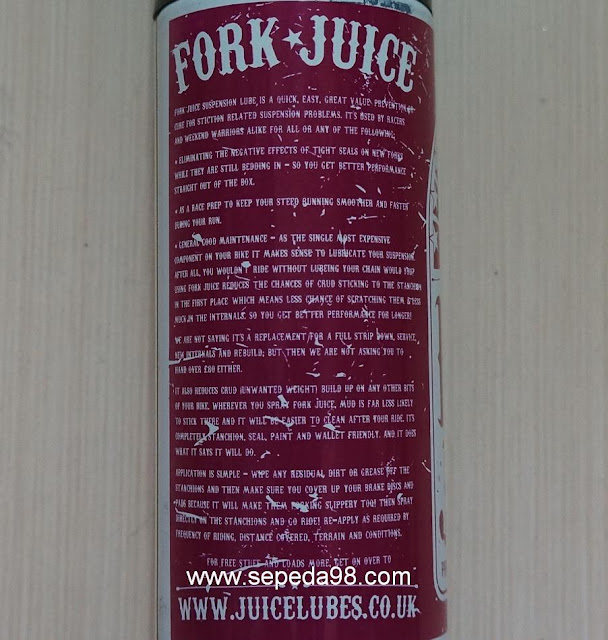 FORK ★ JUICE
FORK JUICE SUSPENSION LUBE IS A QUICK, EASY, GREAT VALUE PREVENTION OR
CURE FOR STICTION RELATED SUSPENSION PROBLEMS. IT'S USED BY RACERS
AND WEEKEND WARRIORS ALIKE FOR ALL OR ANY OF THE FOLLOWING;
• ELIMINATING THE NEGATIVE EFFECTS OF TIGHT SEALS ON NEW FORKS
WHILE THEY ARE STILL BEDDING IN - SO YOU GET BETTER PERFORMANCE
STRAIGHT OUT OF THE BOX.
• AS A RACE PREP TO KEEP YOUR STEED RUNNING SMOOTHER AND FASTER
DURING YOUR RUN.
• GENERAL GOOD MAINTENANCE - AS THE SINGLE MOST EXPENSIVE
COMPONENT ON YOUR BIKE IT MAKES SENSE TO LUBRICATE YOUR SUSPENSION.
AFTER ALL, YOU WOULDN'T RIDE WITHOUT LUBEING YOUR CHAIN WOULD YOU?
USING FORK JUICE REDUCES THE CHANCES OF CRUD STICKING TO THE STANCHION
IN THE FIRST PLACE WHICH MEANS LESS CHANCE OF SCRATCHING THEM & LESS
MUCK IN THE INTERNALS. SO YOU GET BETTER PERFORMANCE FOR LONGER!
WE ARE NOT SAYING IT'S A REPLACEMENT FOR A FULL STRIP DOWN, SERVICE,
NEW INTERNALS AND REBUILD; BUT THEN WE ARE NOT ASKING YOU TO
HAND OVER £80 EITHER.
IT ALSO REDUCES CRUD (UNWANTED WEIGHT) BUILD UP ON ANY OTHER BITS
OF YOUR BIKE. WHEREVER YOU SPRAY FORK JUICE, MUD IS FAR LESS LIKELY
TO STICK THERE AND IT WILL BE EASIER TO CLEAN AFTER YOUR RIDE. IT'S
COMPLETELY STANCHION, SEAL, PAINT AND WALLET FRIENDLY. AND IT DOES
WHAT IT SAYS IT WILL DO.
APPLICATION IS SIMPLE - WIPE ANY RESIDUAL DIRT OR GREASE OFF THE
STANCHIONS AND THEN MAKE SURE YOU COVER UP YOUR BRAKE DISCS AND
PADS BECAUSE IT WILL MAKE THEM FORKING SLIPPERY TOO! THEN SPRAY
DIRECTLY ON THE STANCHIONS AND GO RIDE! RE-APPLY AS REQUIRED BY
FREQUENCY OF RIDING, DISTANCE COVERED, TERRAIN AND CONDITIONS.
FOR FREE STUFF AND LOADS MORE, GET ON OVER TO
www.sepeda98.com
WWW.JUICELUBES.CO.UK